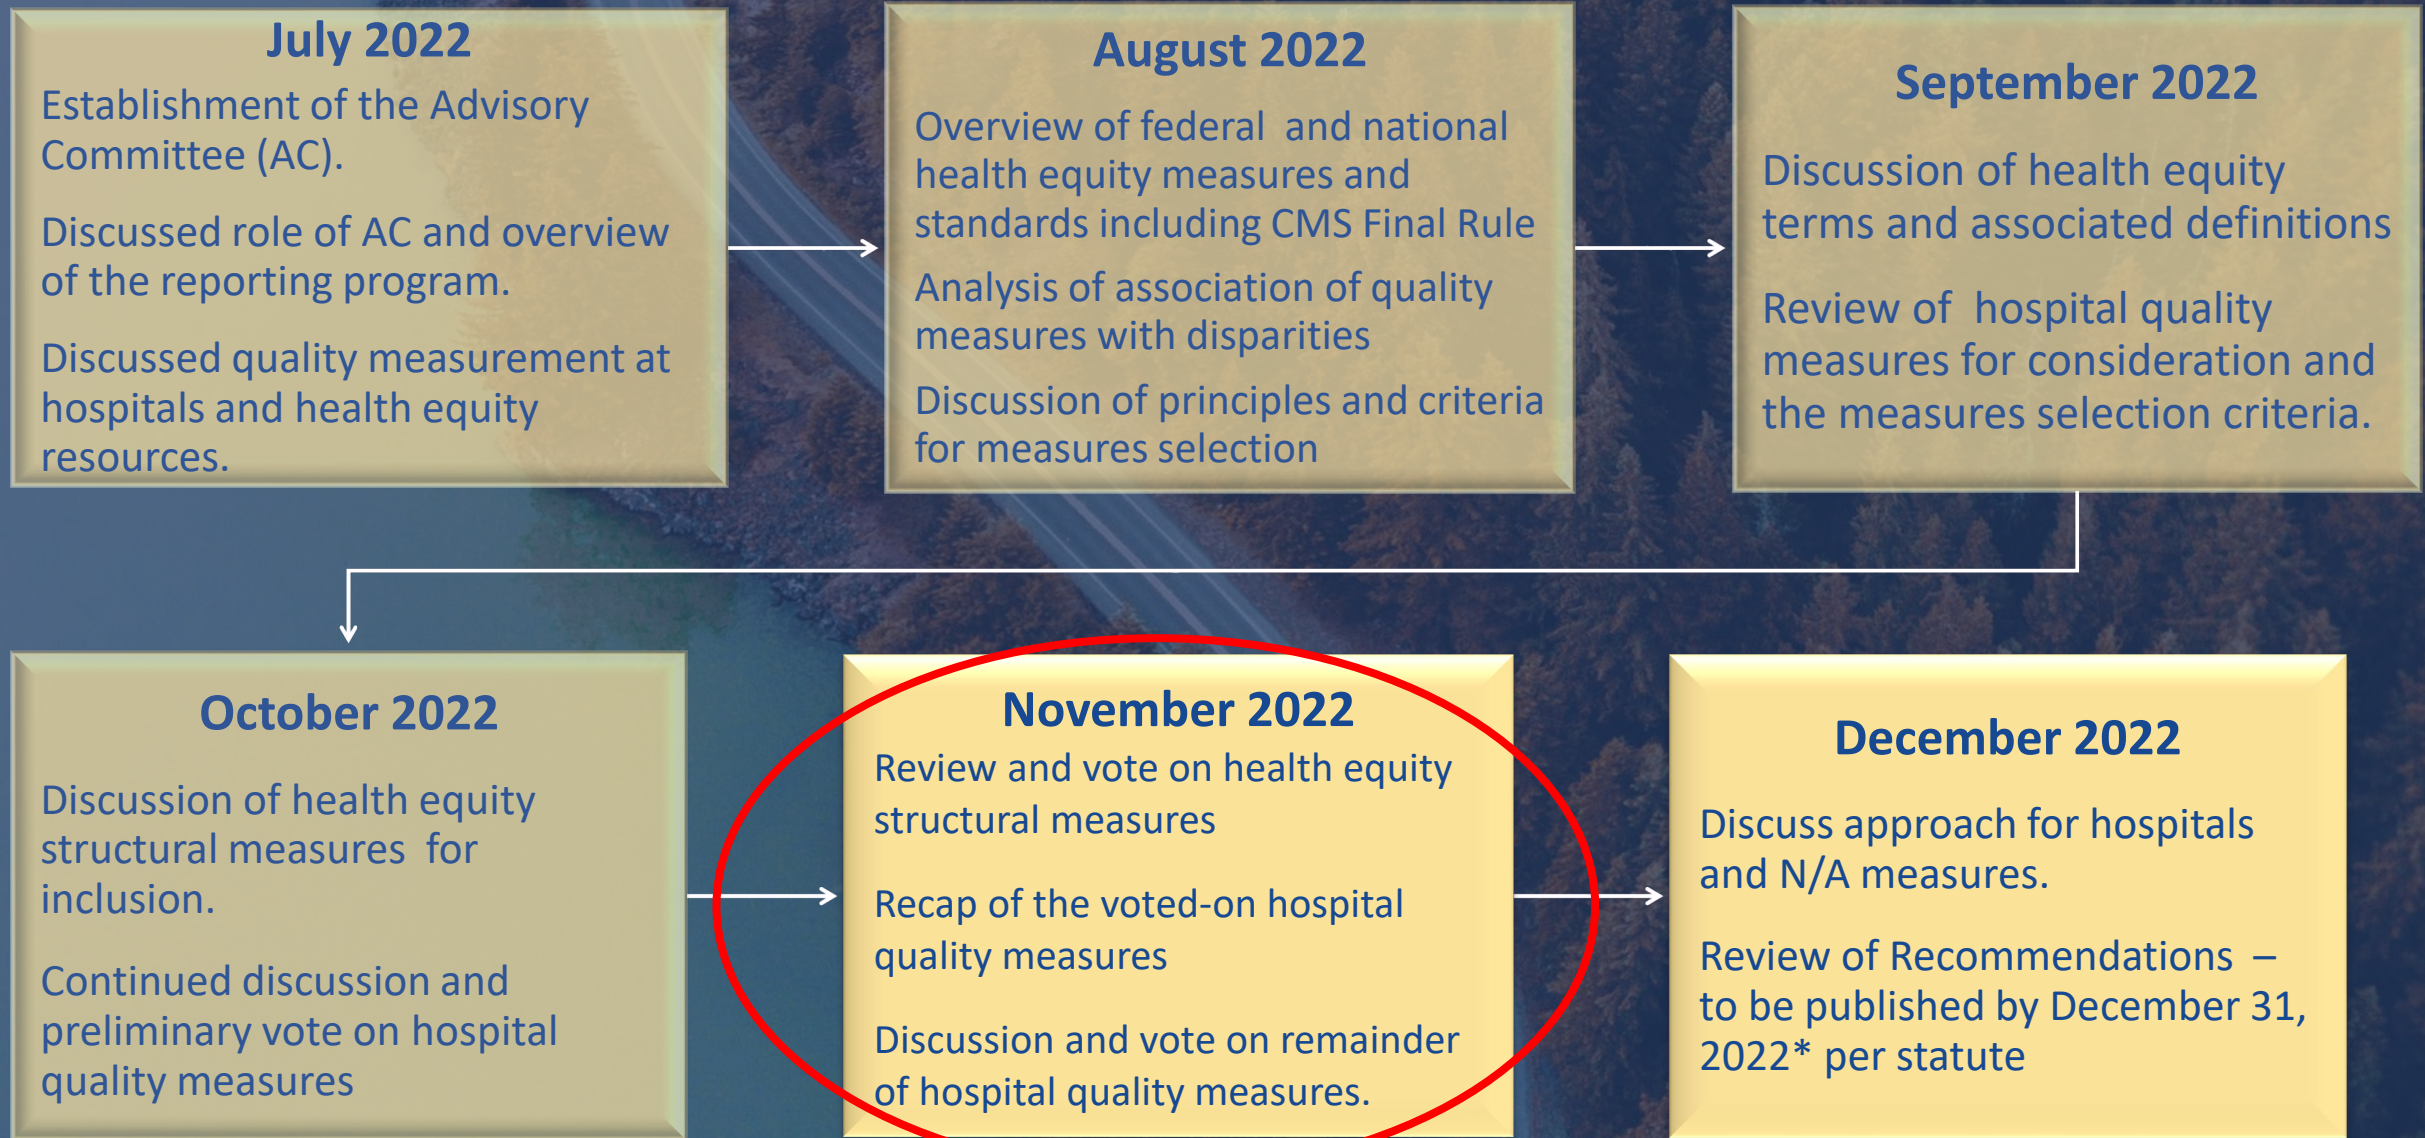 July 2022
Establishment of the Advisory
Committee (AC).
Discussed role of AC and overview
of the reporting program.
Discussed quality measurement at
hospitals and health equity
resources.
August 2022
Overview of federal and national
health equity measures and
standards including CMS Final Rule
Analysis of association of quality
measures with disparities
Discussion of principles and criteria
for measures selection
September 2022
Discussion of health equity
terms and associated definitions
Review of hospital quality
measures for consideration and
the measures selection criteria.
October 2022
Discussion of health equity
structural measures for
inclusion.
Continued discussion and
preliminary vote on hospital
quality measures
November 2022
Review and vote on health equity
structural measures
Recap of the voted-on hospital
quality measures
Discussion and vote on remainder
of hospital quality measures.
December 2022
Discuss approach for hospitals
and N/A measures.
Review of Recommendations –
to be published by December 31,
2022* per statute